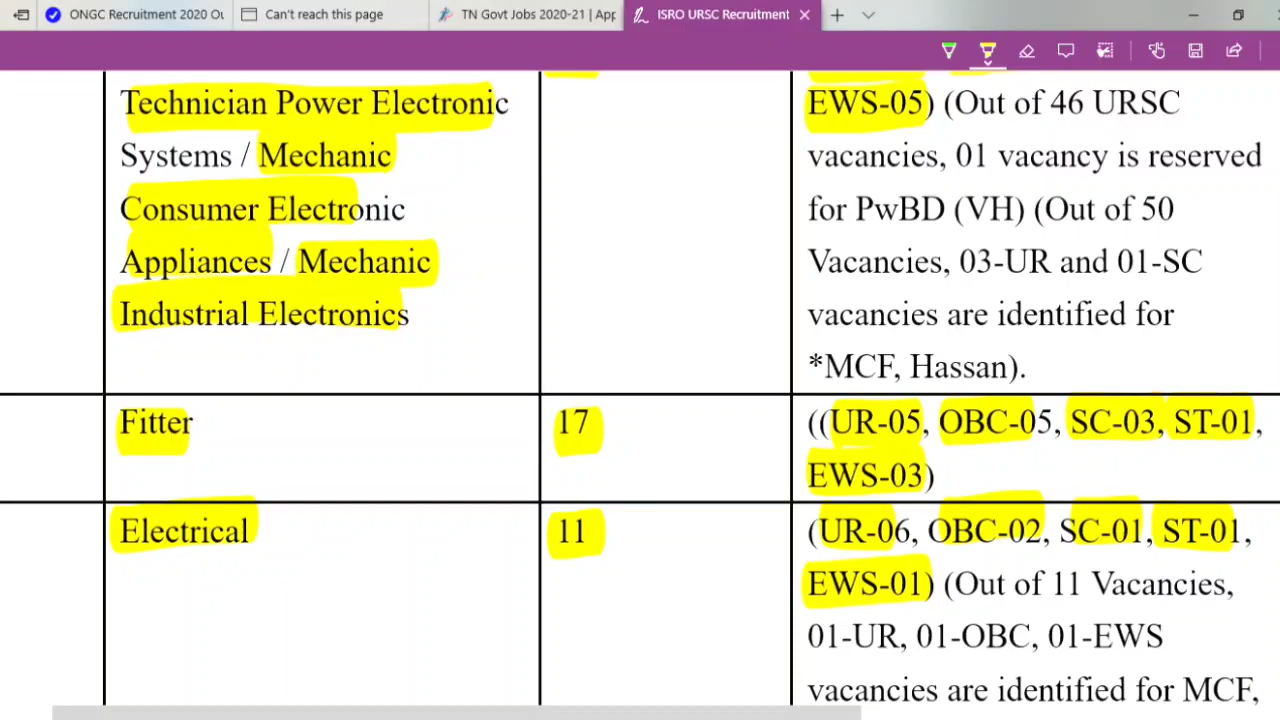 ONGC Recruitment 2020 Ou
Can't reach this page
TN Govt Jobs 2020-21 | App
ISRO URSC Recruitment
Technician Power Electronic
Systems / Mechanic
Consumer Electronic
Appliances / Mechanic
Industrial Electronics
EWS-05) (Out of 46 URSC
vacancies, 01 vacancy is reserved
for PwBD (VH) (Out of 50
Vacancies, 03-UR and 01-SC
vacancies are identified for
*MCF, Hassan).
Fitter
17
((UR-05, OBC-05, SC-03, ST-01,
EWS-03)
Electrical
11
(UR-06, OBC-02, SC-01, ST-01,
EWS-01) (Out of 11 Vacancies,
01-UR, 01-OBC, 01-EWS
vacancies are identified for MCF,